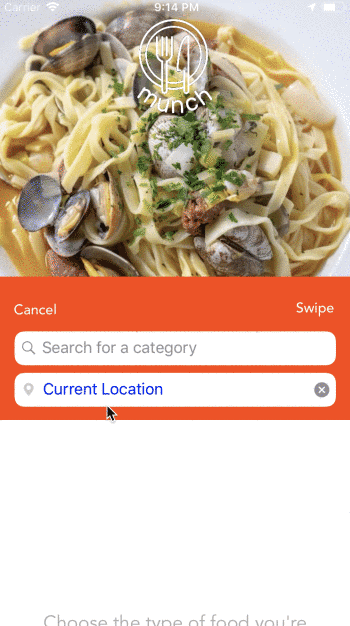 Carrier 9:14 PM
munch
Cancel Swipe
Search for a category
Current Location
Choose the type of food you're